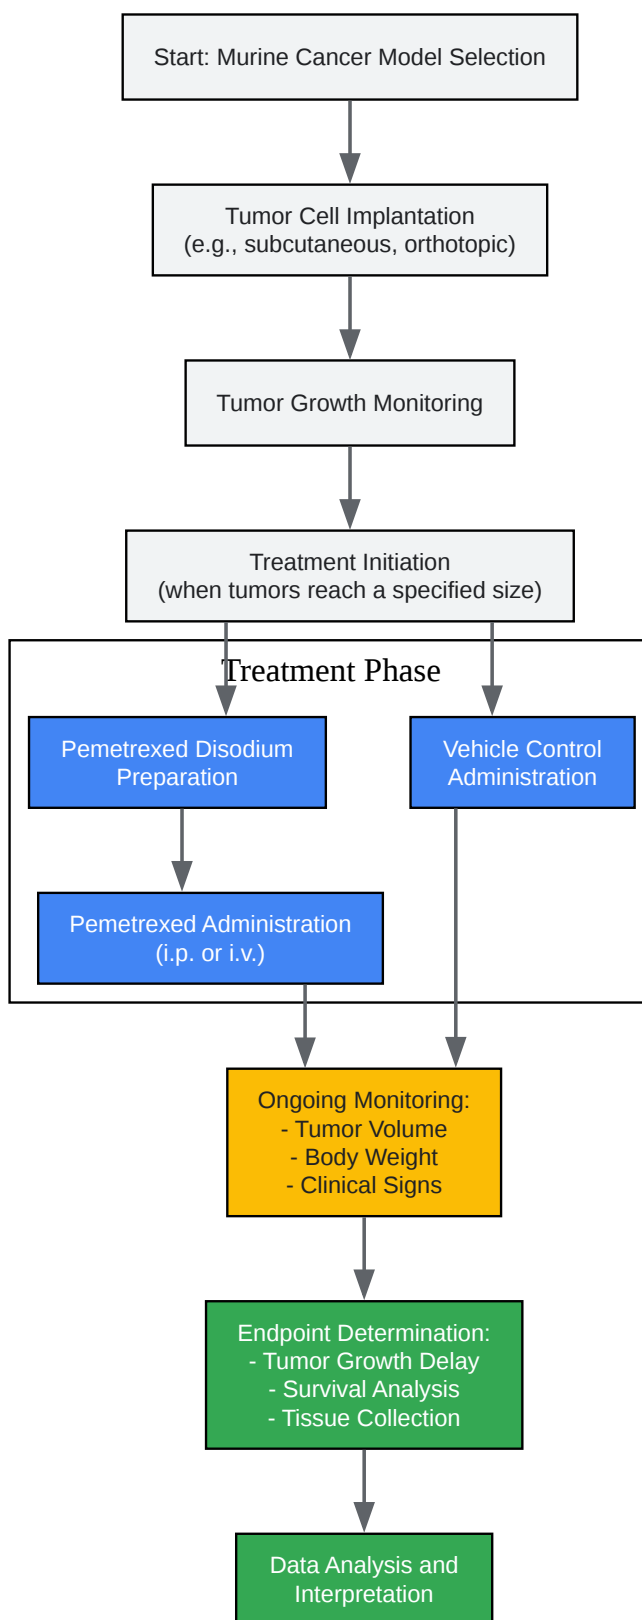 Start: Murine Cancer Model Selection
Tumor Cell Implantation
(e.g., subcutaneous, orthotopic)
Tumor Growth Monitoring
Treatment Initiation
(when tumors reach a specified size)
Treatment Phase
Pemetrexed Disodium
Preparation
Vehicle Control
Administration
Pemetrexed Administration
(i.p. or i.v.)
Ongoing Monitoring:
- Tumor Volume
- Body Weight
- Clinical Signs
Endpoint Determination:
- Tumor Growth Delay
- Survival Analysis
- Tissue Collection
Data Analysis and
Interpretation